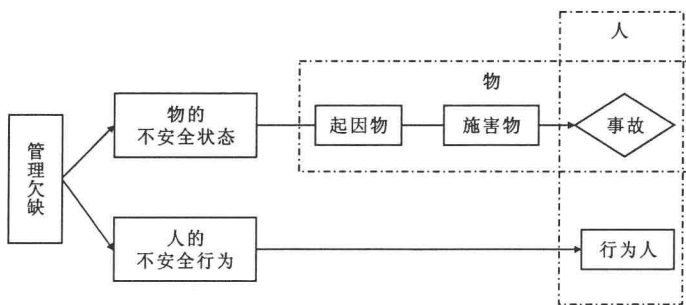 人
物
物的
不安全状态
起因物
施害物
事故
管理欠缺
人的
不安全行为
行为人